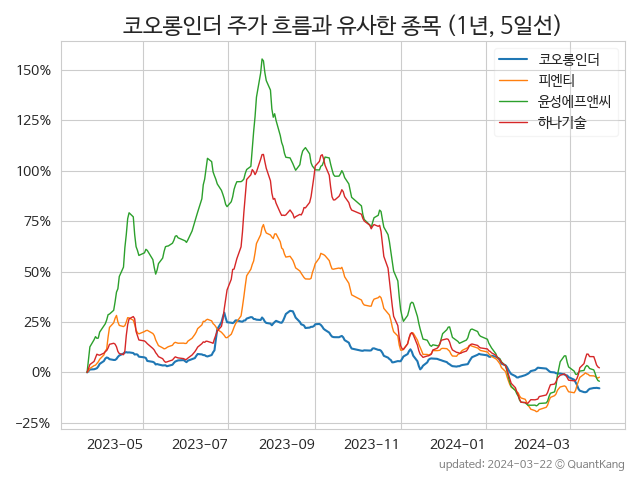 코오롱인더 주가 흐름과 유사한 종목 (1년, 5일선)
코오롱인더
피엔티
윤성에프앤씨
하나기술
150%
125%
100%
75%
50%
25%
0%
−25%
2023-05
2023-07
2023-09
2023-11
2024-01
2024-03
updated: 2024-03-22 © QuantKang